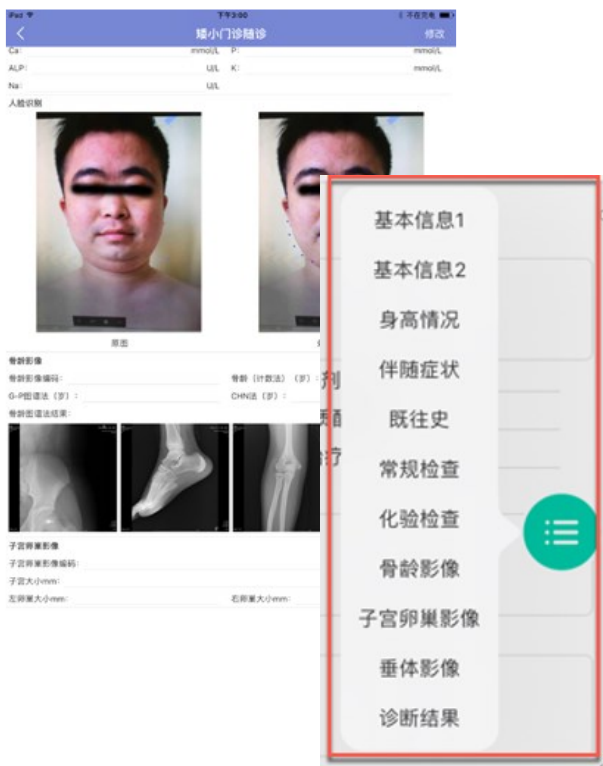 iPad 下午3:00 不在充电
矮小门诊随诊 修改
Ca: mmol/L P:
ALP: U/L K: mmol/L
Na: U/L
人脸识别
原图
骨龄影像
骨龄影像编码:
骨龄（计数法）（岁）:
G-P图谱法（岁）:
CHN法（岁）:
骨龄图谱法结果:
子宫卵巢影像
子宫卵巢影像编码:
子宫大小mm:
左卵巢大小mm: 右卵巢大小mm:
基本信息1
基本信息2
身高情况
伴随症状
既往史
常规检查
化验检查
骨龄影像
子宫卵巢影像
垂体影像
诊断结果
剂
疗